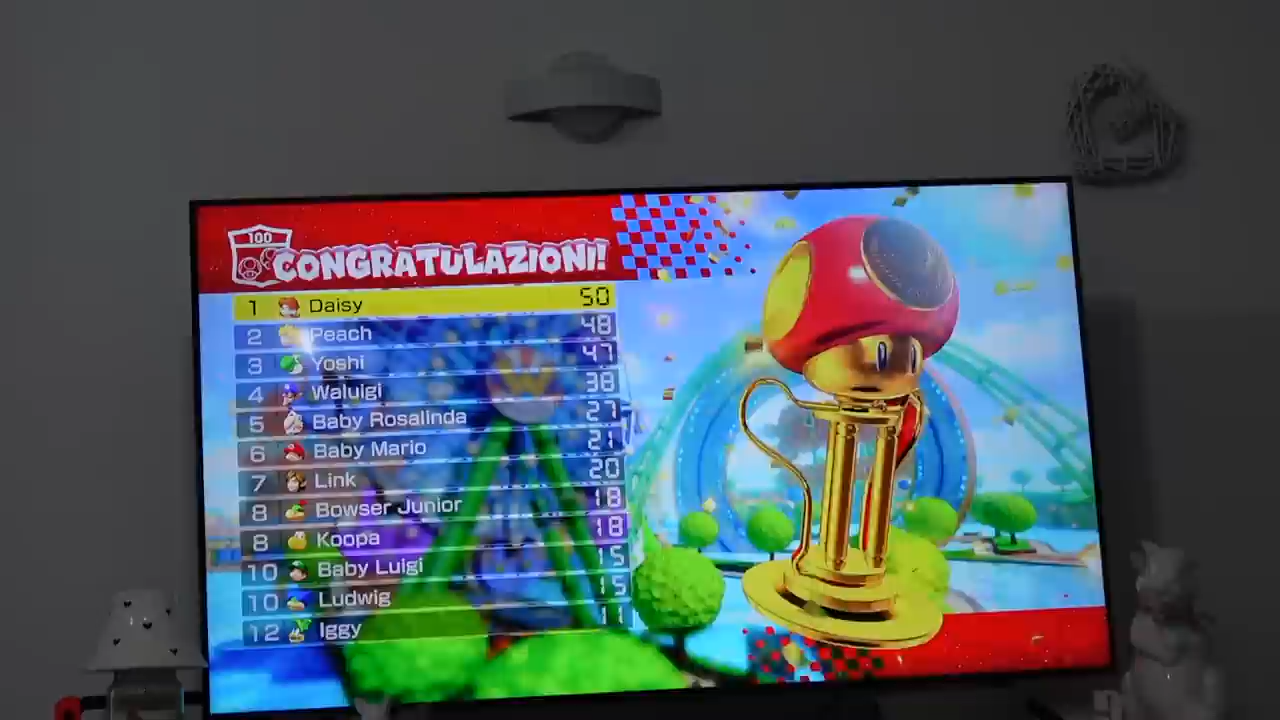 100
CONGRATULAZIONI!
1 Daisy 50
2 Peach 48
3 Yoshi 47
4 Waluigi 38
5 Baby Rosalinda 27
6 Baby Mario 21
7 Link 20
8 Bowser Junior 18
8 Koopa 18
10 Baby Luigi 15
10 Ludwig 15
12 Iggy 11